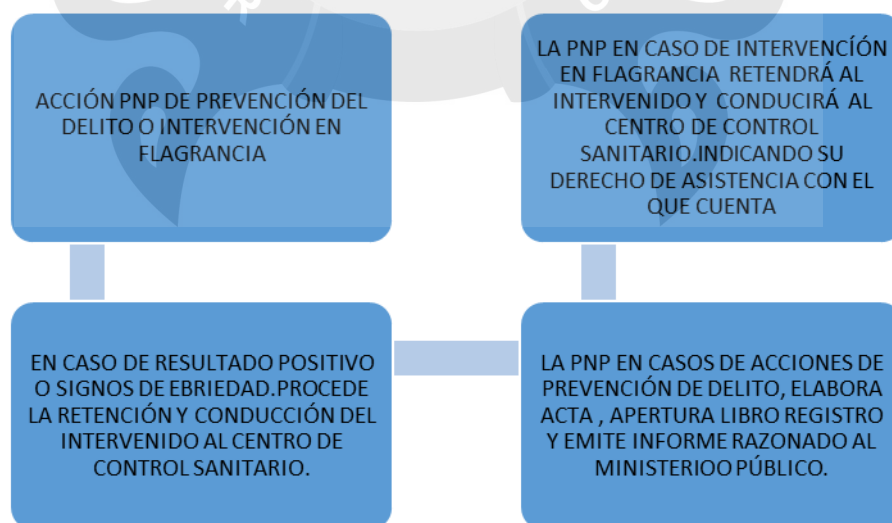 ACCIÓN PNP DE PREVENCIÓN DEL
DELITO O INTERVENCIÓN EN
FLAGRANCIA
EN CASO DE RESULTADO POSITIVO
O SIGNOS DE EBRIEDAD.PROCEDE
LA RETENCIÓN Y CONDUCCIÓN DEL
INTERVENIDO AL CENTRO DE
CONTROL SANITARIO.
LA PNP EN CASOS DE ACCIONES DE
PREVENCIÓN DE DELITO, ELABORA
ACTA , APERTURA LIBRO REGISTRO
Y EMITE INFORME RAZONADO AL
MINISTERIOO PÚBLICO.
LA PNP EN CASO DE INTERVENCÍÓN
EN FLAGRANCIA RETENDRÁ AL
INTERVENIDO Y CONDUCIRÁ AL
CENTRO DE CONTROL
SANITARIO.INDICANDO SU
DERECHO DE ASISTENCIA CON EL
QUE CUENTA